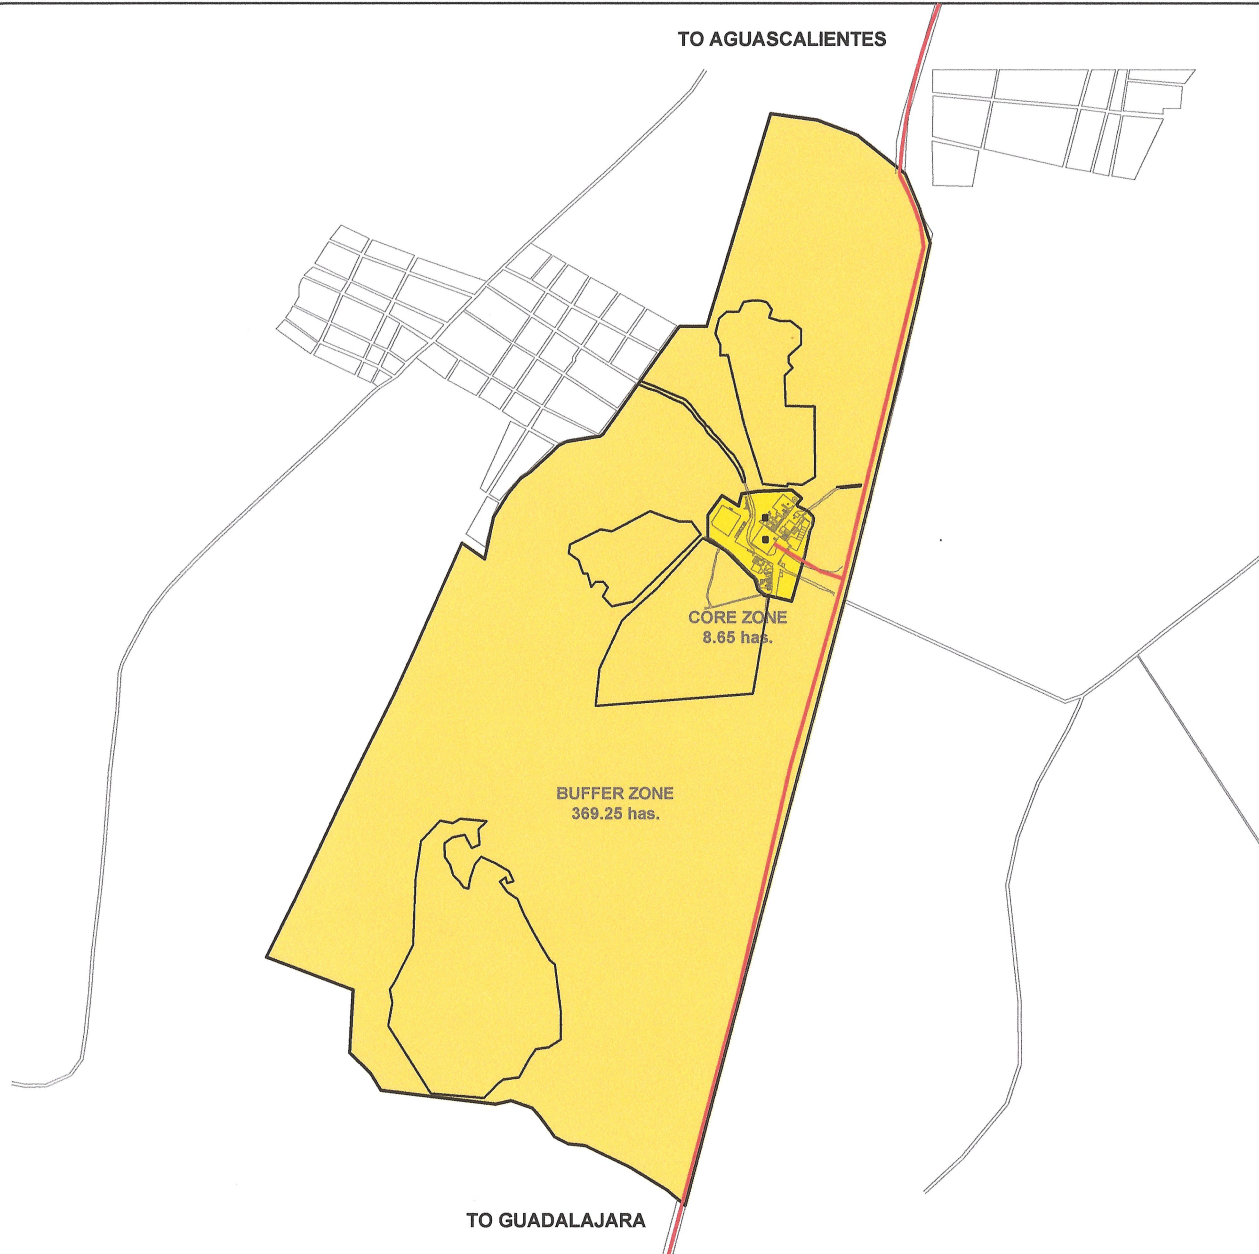 TO AGUASCALIENTES
CORE ZONE
8.65 has.
BUFFER ZONE
369.25 has.
TO GUADALAJARA